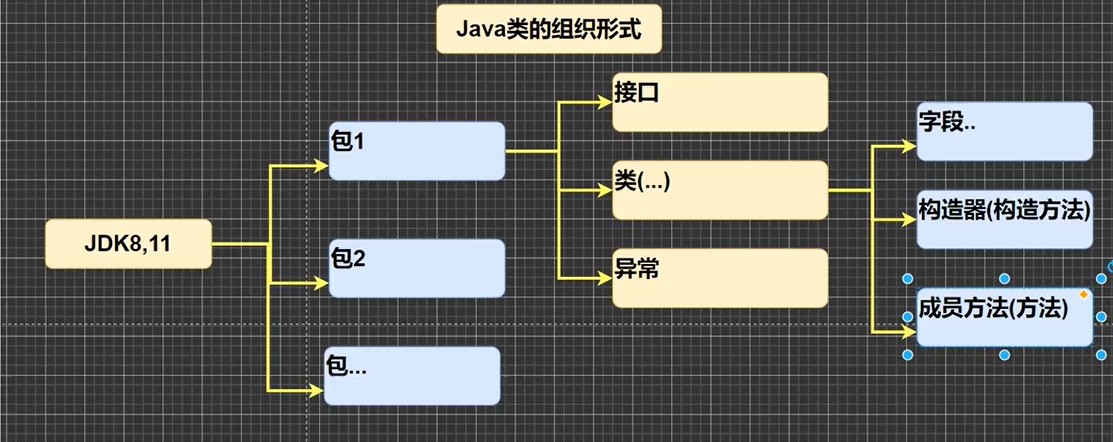 Java类的组织形式
JDK8,11
包1
包2
包...
接口
类(...)
异常
字段..
构造器(构造方法)
成员方法(方法)